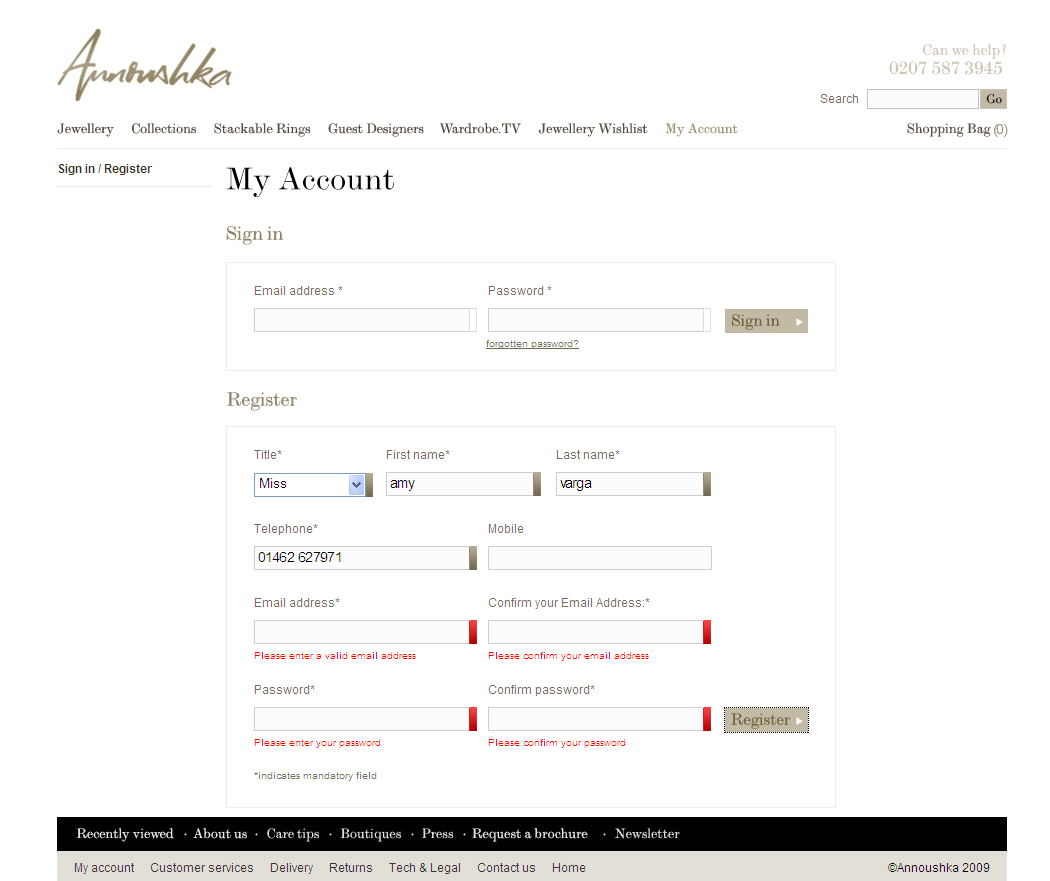 Annoushka
Can we help?
0207 587 3945
Search Go
Jewellery Collections Stackable Rings Guest Designers Wardrobe.TV Jewellery Wishlist My Account Shopping Bag (0)
Sign in / Register
My Account
Sign in
Email address * Password *
Sign in
forgotten password?
Register
Title* First name* Last name*
Miss amy varga
Telephone* Mobile
01462 627971
Email address* Confirm your Email Address:*
Please enter a valid email address Please confirm your email address
Password* Confirm password*
Register
Please enter your password Please confirm your password
*indicates mandatory field
Recently viewed · About us · Care tips · Boutiques · Press · Request a brochure · Newsletter
My account Customer services Delivery Returns Tech & Legal Contact us Home ©Annoushka 2009